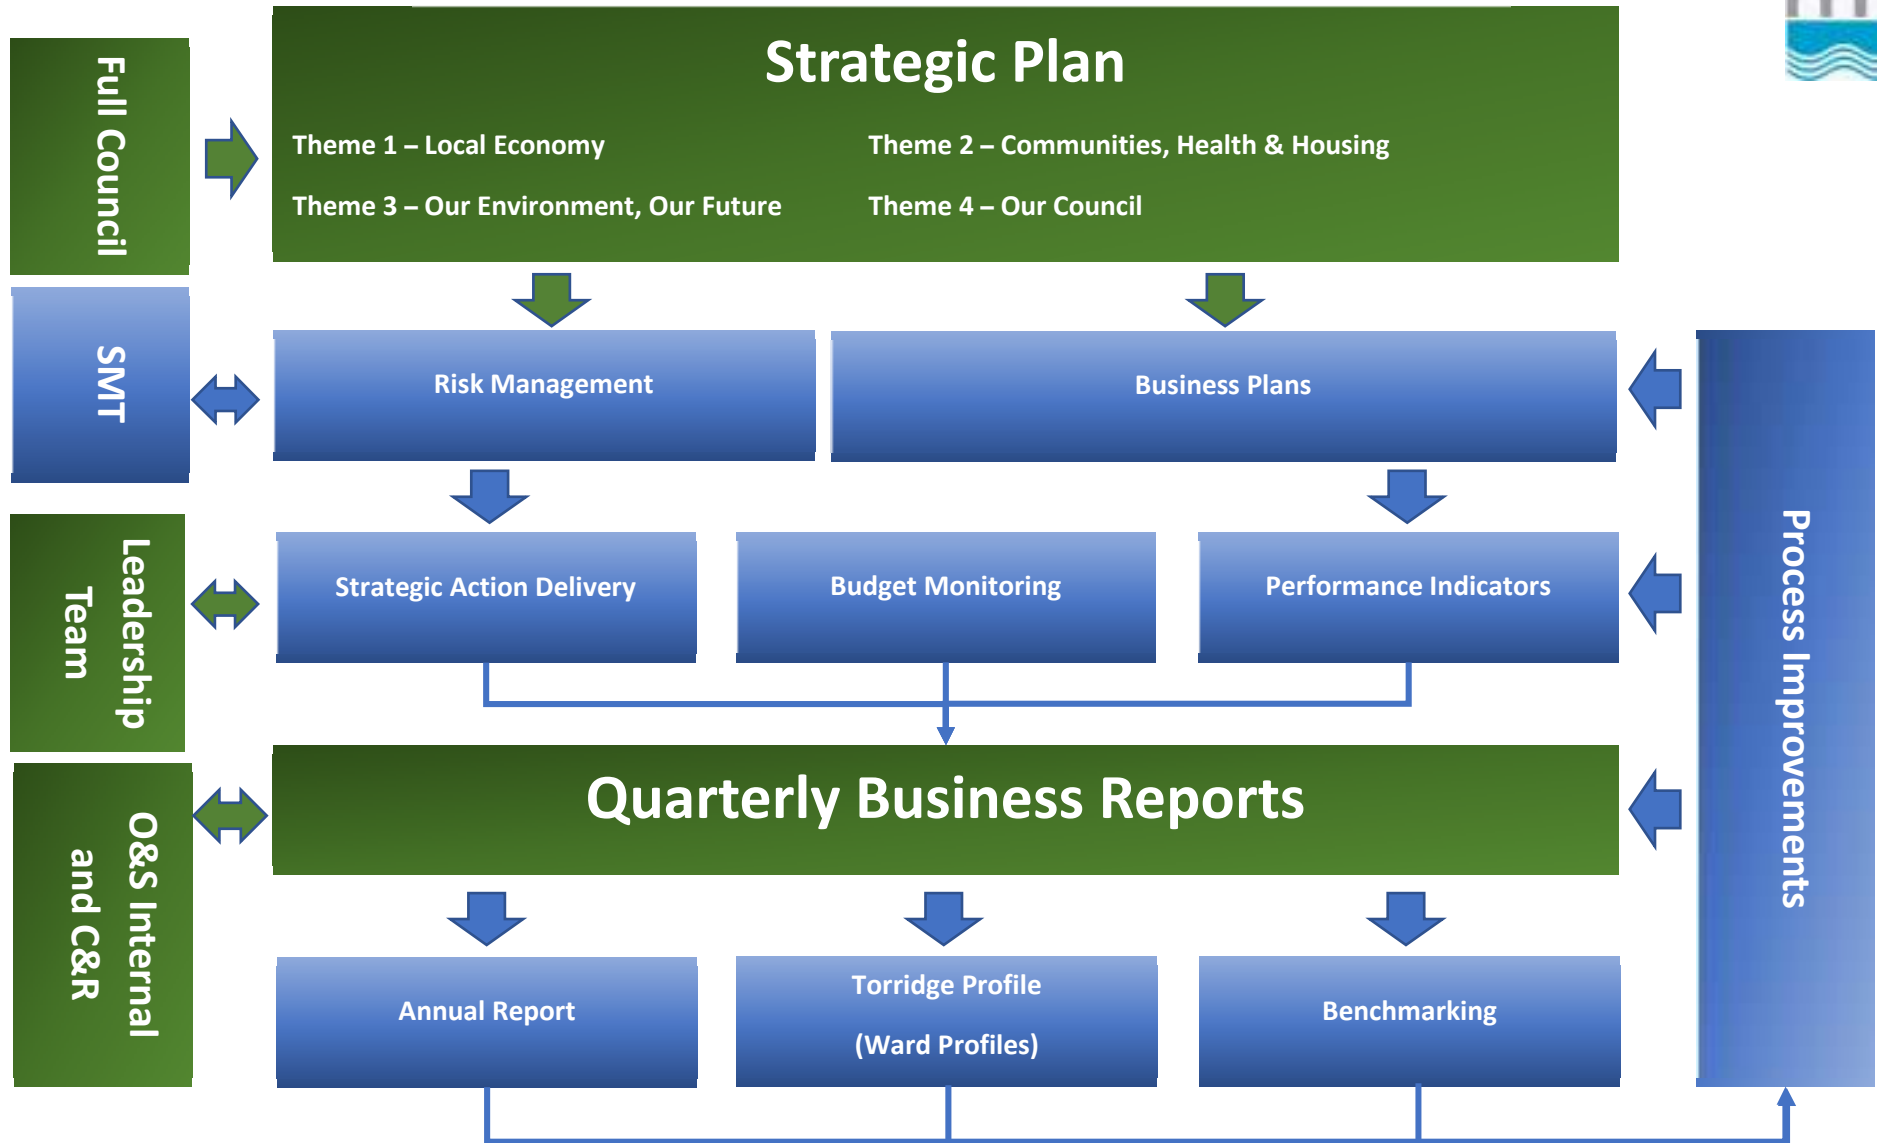 Full Council
Strategic Plan
Theme 1 – Local Economy
Theme 2 – Communities, Health & Housing
Theme 3 – Our Environment, Our Future
Theme 4 – Our Council
SMT
Risk Management
Business Plans
Process Improvements
Leadership
Team
Strategic Action Delivery
Budget Monitoring
Performance Indicators
O&S Internal
and C&R
Quarterly Business Reports
Annual Report
Torridge Profile
(Ward Profiles)
Benchmarking